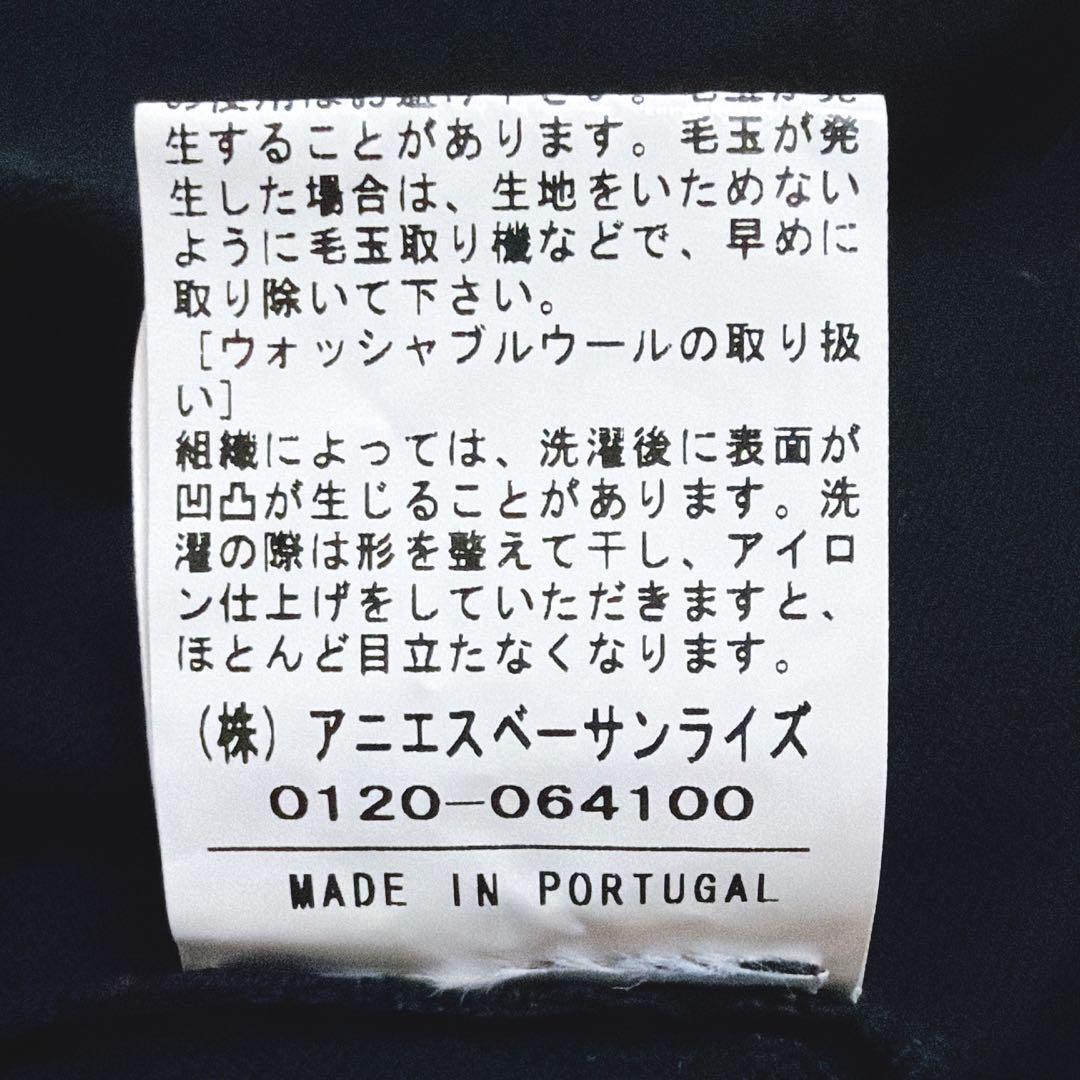 生することがあります。毛玉が発
生した場合は、生地をいためない
ように毛玉取り機などで、早めに
取り除いて下さい。
[ウォッシャブルウールの取り扱
い]
組織によっては、洗濯後に表面が
凹凸が生じることがあります。洗
濯の際は形を整えて干し、アイロ
ン仕上げをしていただきますと、
ほとんど目立たなくなります。
(株)アニエスベーサンライズ
0120-064100
MADE IN PORTUGAL